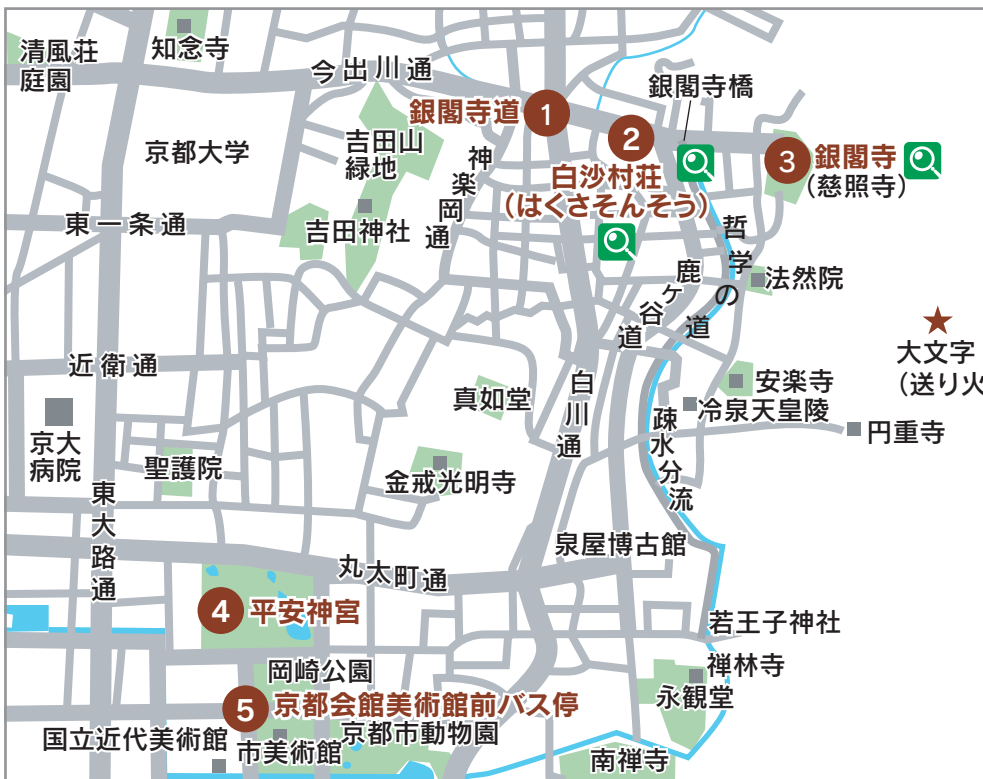 清風荘
庭園
知念寺
今出川通
銀閣寺橋
銀閣寺道
1
2
3
銀閣寺
(慈照寺)
京都大学
吉田山
緑地
神楽岡通
白沙村荘
(はくさそんそう)
東一条通
吉田神社
哲学の道
鹿ヶ谷道
法然院
大文字
(送り火
近衛通
真如堂
白川通
安楽寺
冷泉天皇陵
疏水分流
円重寺
京大
病院
聖護院
金戒光明寺
東大路通
丸太町通
泉屋博古館
4
平安神宮
若王子神社
岡崎公園
禅林寺
永観堂
5
京都会館美術館前バス停
国立近代美術館
市美術館
京都市動物園
南禅寺